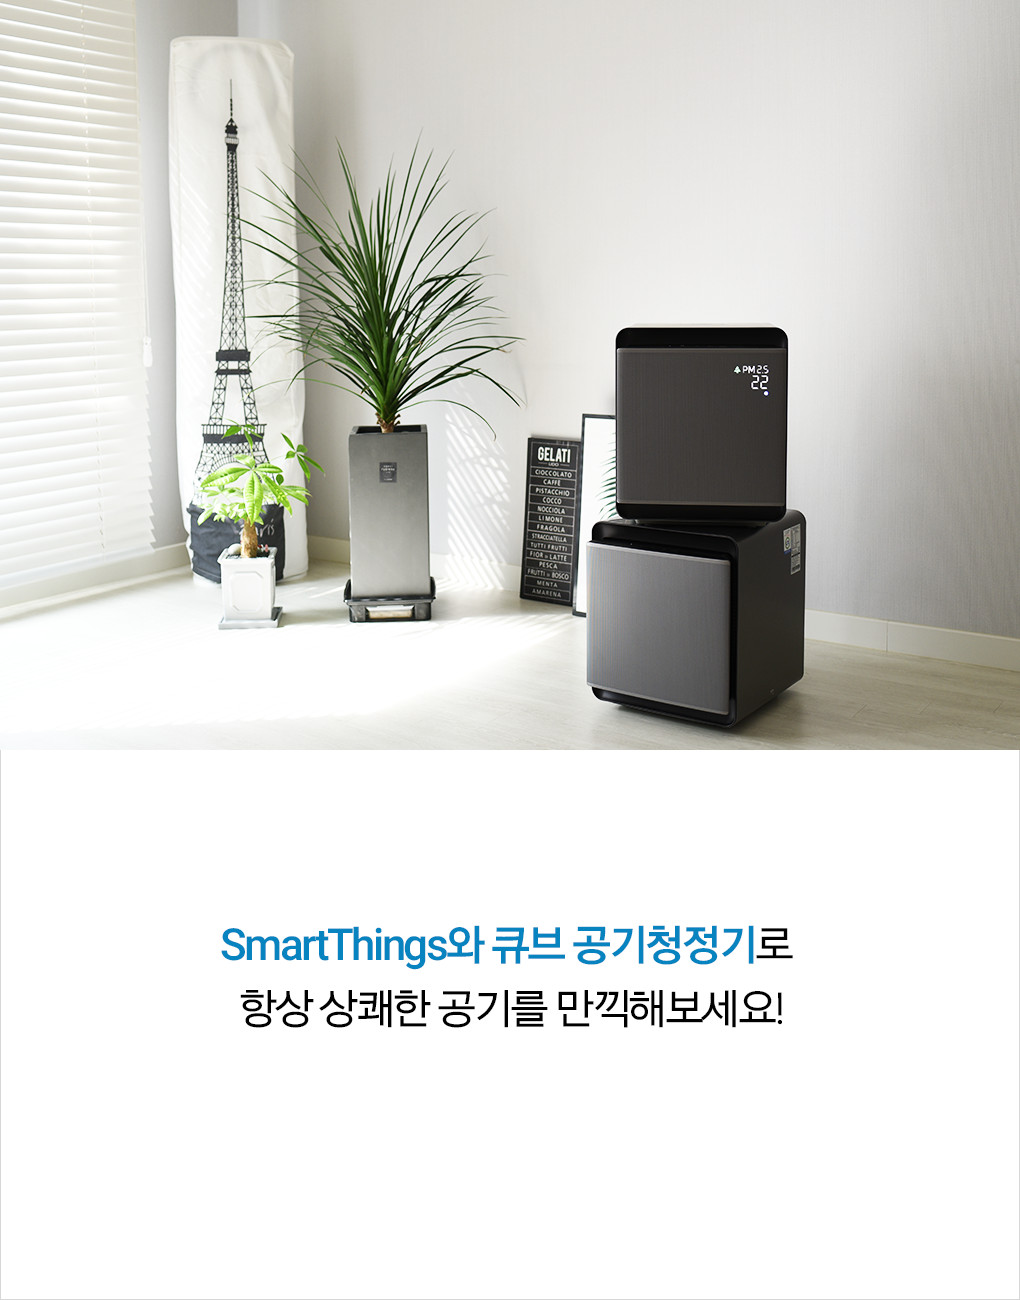 PM 2.5
22
GELATI
CIOCCOLATO
CAFFÈ
PISTACCHIO
COCCO
NOCCIOLA
LIMONE
FRAGOLA
STRACCIATELLA
TUTTI FRUTTI
FIOR DI LATTE
PESCA
FRUTTI DI BOSCO
MENTA
AMARENA
SmartThings와 큐브 공기청정기로
항상 상쾌한 공기를 만끽해보세요!